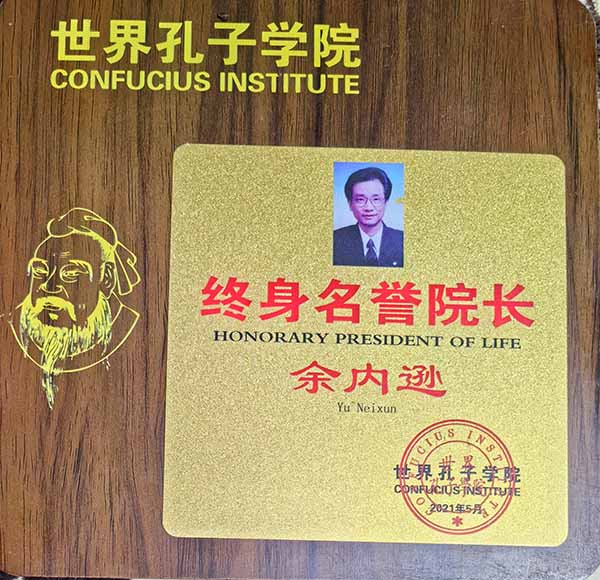 世界孔子学院
CONFUCIUS INSTITUTE
终身名誉院长
HONORARY PRESIDENT OF LIFE
余内逊
Yu Neixun
世界孔子学院
CONFUCIUS INSTITUTE
2021年5月